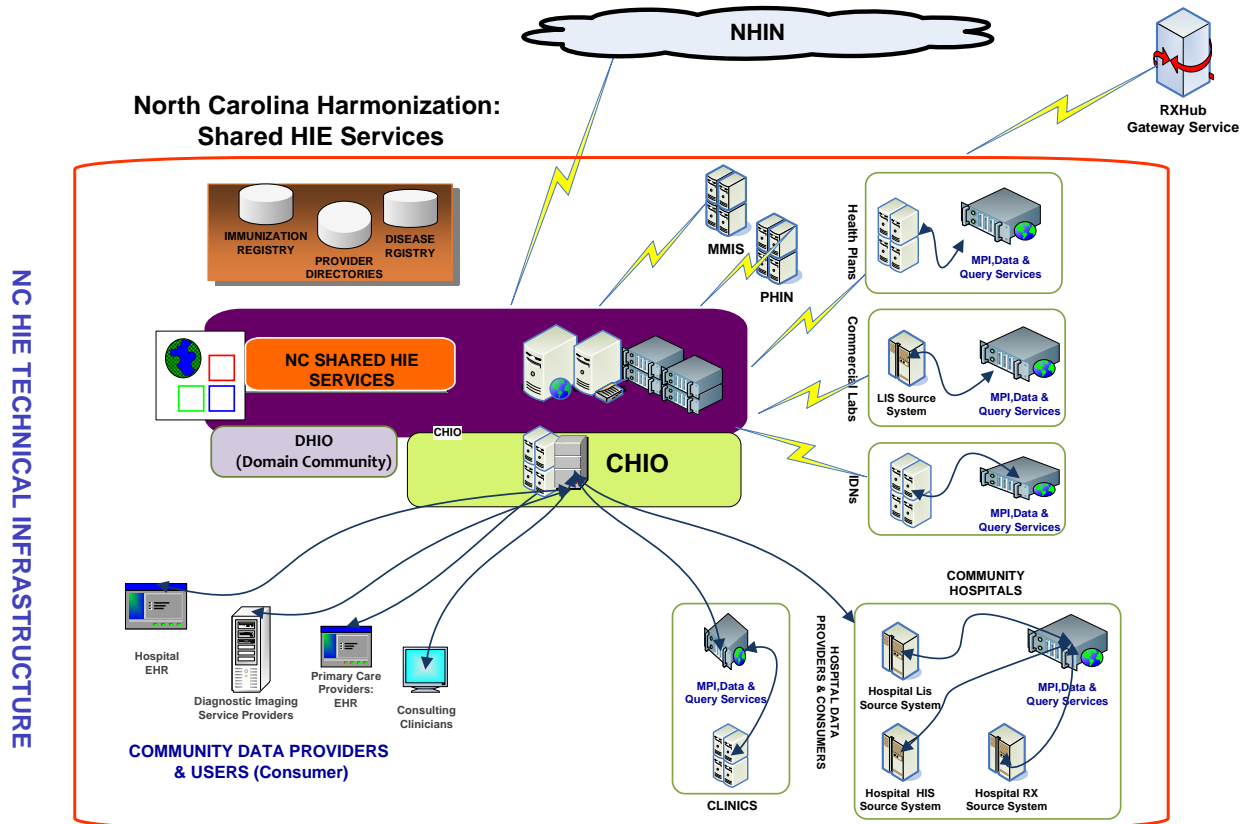 NHIN
RXHub
Gateway Service
North Carolina Harmonization:
Shared HIE Services
IMMUNIZATION
REGISTRY
PROVIDER
DIRECTORIES
DISEASE
RGISTRY
MMIS
PHIN
Health Plans
MPI,Data &
Query Services
NC SHARED HIE
SERVICES
Commercial Labs
LIS Source
System
MPI,Data &
Query Services
DHIO
(Domain Community)
CHIO
CHIO
IDNs
MPI,Data &
Query Services
NC HIE TECHNICAL INFRASTRUCTURE
Hospital
EHR
Diagnostic Imaging
Service Providers
Primary Care
Providers:
EHR
Consulting
Clinicians
COMMUNITY DATA PROVIDERS
& USERS (Consumer)
MPI,Data &
Query Services
CLINICS
HOSPITAL DATA
PROVIDERS & CONSUMERS
COMMUNITY
HOSPITALS
Hospital Lis
Source System
MPI,Data &
Query Services
Hospital HIS
Source System
Hospital RX
Source System